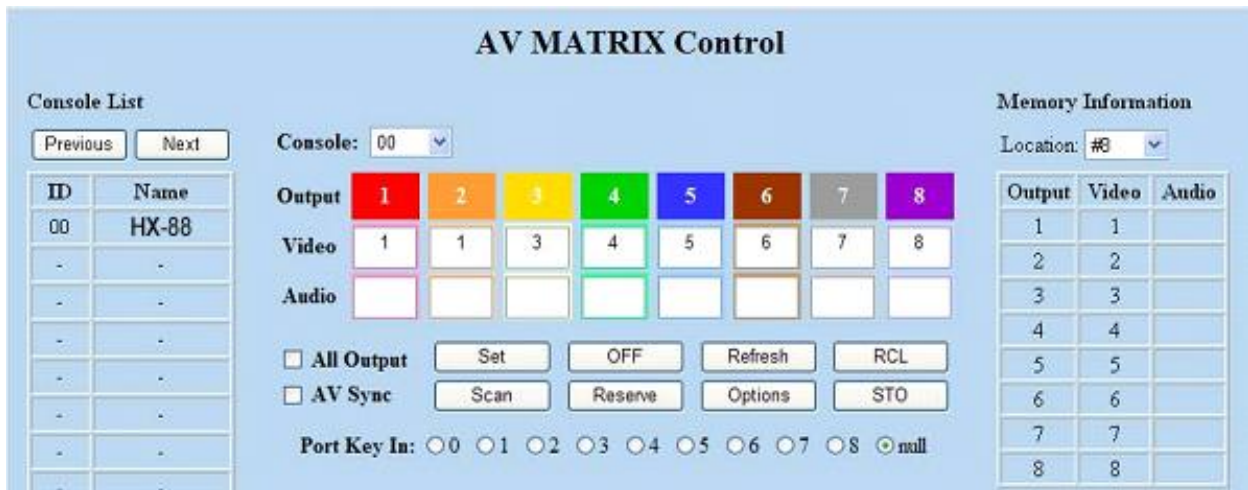 AV MATRIX Control
Console List
Previous Next
ID Name
00 HX-88
- -
- -
- -
- -
- -
- -
Console: 00
Output 1 2 3 4 5 6 7 8
Video 1 1 3 4 5 6 7 8
Audio
All Output Set OFF Refresh RCL
AV Sync Scan Reserve Options STO
Port Key In: 0 1 2 3 4 5 6 7 8 null
Memory Information
Location: #8
Output Video Audio
1 1
2 2
3 3
4 4
5 5
6 6
7 7
8 8